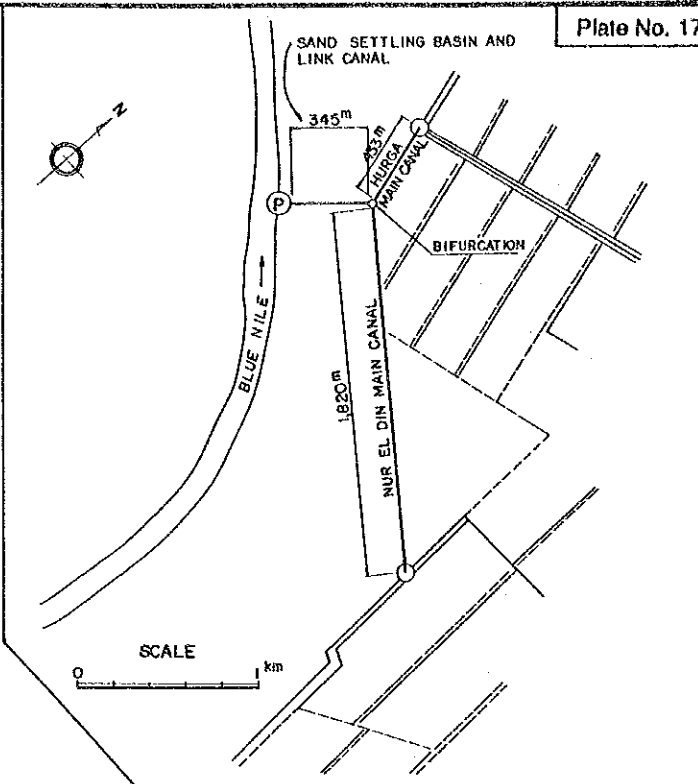 Plate No. 17
SAND SETTLING BASIN AND
LINK CANAL
N
345m
453m
HURGA
MAIN CANAL
P
BIFURCATION
BLUE NILE
1,820m
NUR EL DIN MAIN CANAL
SCALE
0 1 km